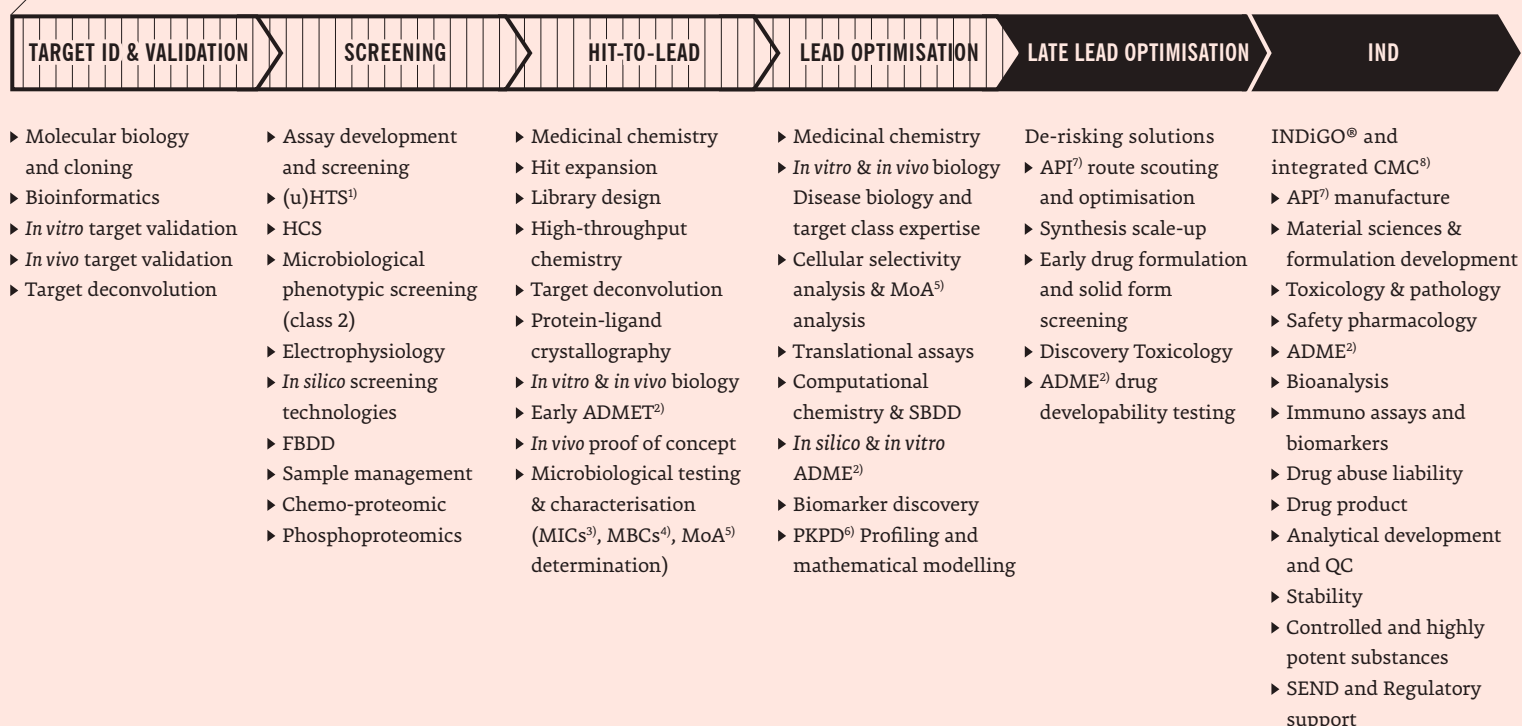 TARGET ID & VALIDATION
SCREENING
HIT-TO-LEAD
LEAD OPTIMISATION
LATE LEAD OPTIMISATION
IND
▸ Molecular biology
and cloning
▸ Bioinformatics
▸ In vitro target validation
▸ In vivo target validation
▸ Target deconvolution
▸ Assay development
and screening
▸ (u)HTS1)
▸ HCS
▸ Microbiological
phenotypic screening
(class 2)
▸ Electrophysiology
▸ In silico screening
technologies
▸ FBDD
▸ Sample management
▸ Chemo-proteomic
▸ Phosphoproteomics
▸ Medicinal chemistry
▸ Hit expansion
▸ Library design
▸ High-throughput
chemistry
▸ Target deconvolution
▸ Protein-ligand
crystallography
▸ In vitro & in vivo biology
▸ Early ADMET2)
▸ In vivo proof of concept
▸ Microbiological testing
& characterisation
(MICs3), MBCs4), MoA5)
determination)
▸ Medicinal chemistry
▸ In vitro & in vivo biology
Disease biology and
target class expertise
▸ Cellular selectivity
analysis & MoA5)
analysis
▸ Translational assays
▸ Computational
chemistry & SBDD
▸ In silico & in vitro
ADME2)
▸ Biomarker discovery
▸ PKPD6) Profiling and
mathematical modelling
De-risking solutions
▸ API7) route scouting
and optimisation
▸ Synthesis scale-up
▸ Early drug formulation
and solid form
screening
▸ Discovery Toxicology
▸ ADME2) drug
developability testing
INDiGO® and
integrated CMC8)
▸ API7) manufacture
▸ Material sciences &
formulation development
▸ Toxicology & pathology
▸ Safety pharmacology
▸ ADME2)
▸ Bioanalysis
▸ Immuno assays and
biomarkers
▸ Drug abuse liability
▸ Drug product
▸ Analytical development
and QC
▸ Stability
▸ Controlled and highly
potent substances
▸ SEND and Regulatory
support